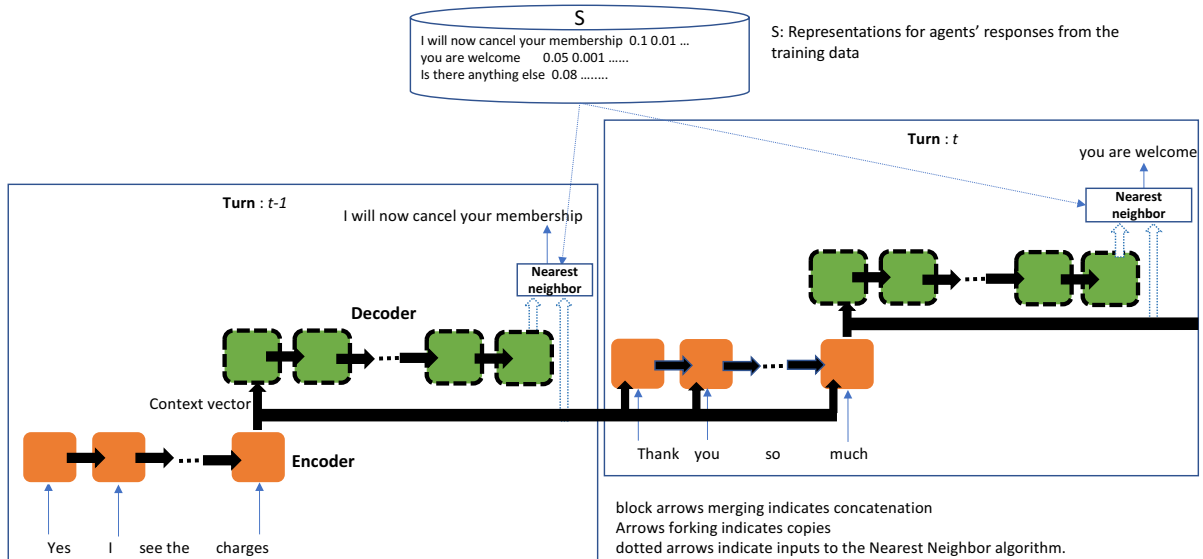 S
I will now cancel your membership 0.1 0.01 …
you are welcome 0.05 0.001 ......
Is there anything else 0.08 ........
S: Representations for agents’ responses from the
training data
Turn : t
you are welcome
Nearest
neighbor
Turn : t-1
I will now cancel your membership
Nearest
neighbor
Decoder
Context vector
Encoder
Yes I see the charges
Thank you so much
block arrows merging indicates concatenation
Arrows forking indicates copies
dotted arrows indicate inputs to the Nearest Neighbor algorithm.